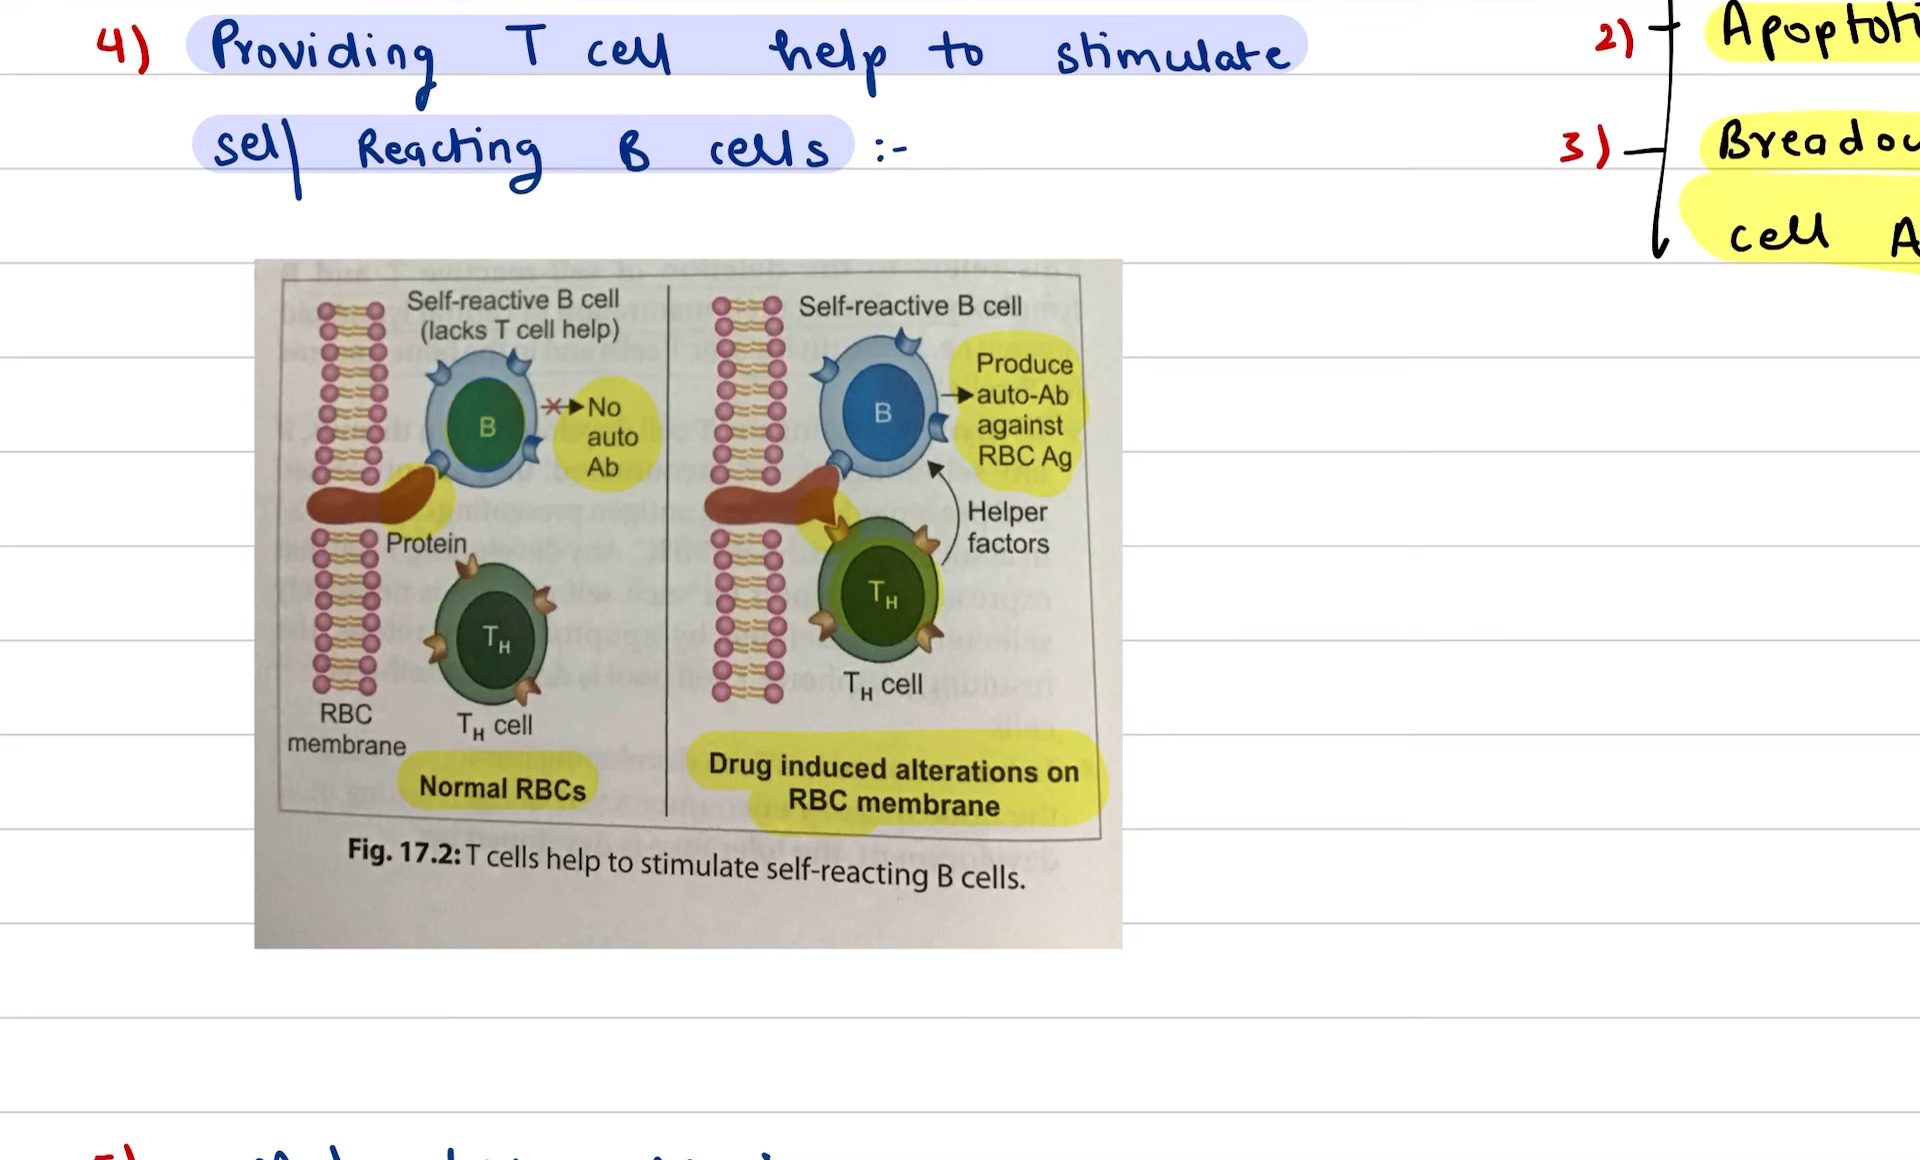 4) Providing T cell help to stimulate
self Reacting B cells :-
2) Apoptoti
3) Breadou
cell A
Self-reactive B cell
(lacks T cell help)
B
No
auto
Ab
Protein
TH
RBC
membrane
TH cell
Normal RBCs
Self-reactive B cell
B
Produce
auto-Ab
against
RBC Ag
Helper
factors
TH
TH cell
Drug induced alterations on
RBC membrane
Fig. 17.2: T cells help to stimulate self-reacting B cells.